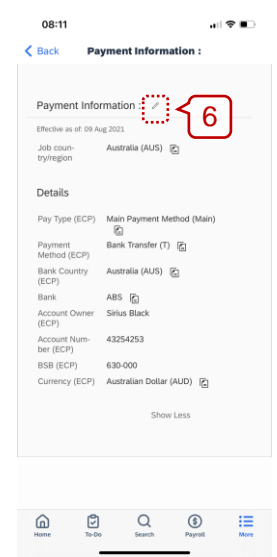 08:11
Back Payment Information :
Payment Information :
6
Effective as of: 09 Aug 2021
Job coun-
try/region Australia (AUS)
Details
Pay Type (ECP) Main Payment Method (Main)
Payment
Method (ECP) Bank Transfer (T)
Bank Country
(ECP) Australia (AUS)
Bank ABS
Account Owner
(ECP) Sirius Black
Account Num-
ber (ECP) 43254253
BSB (ECP) 630-000
Currency (ECP) Australian Dollar (AUD)
Show Less
Home To-Do Search Payroll More